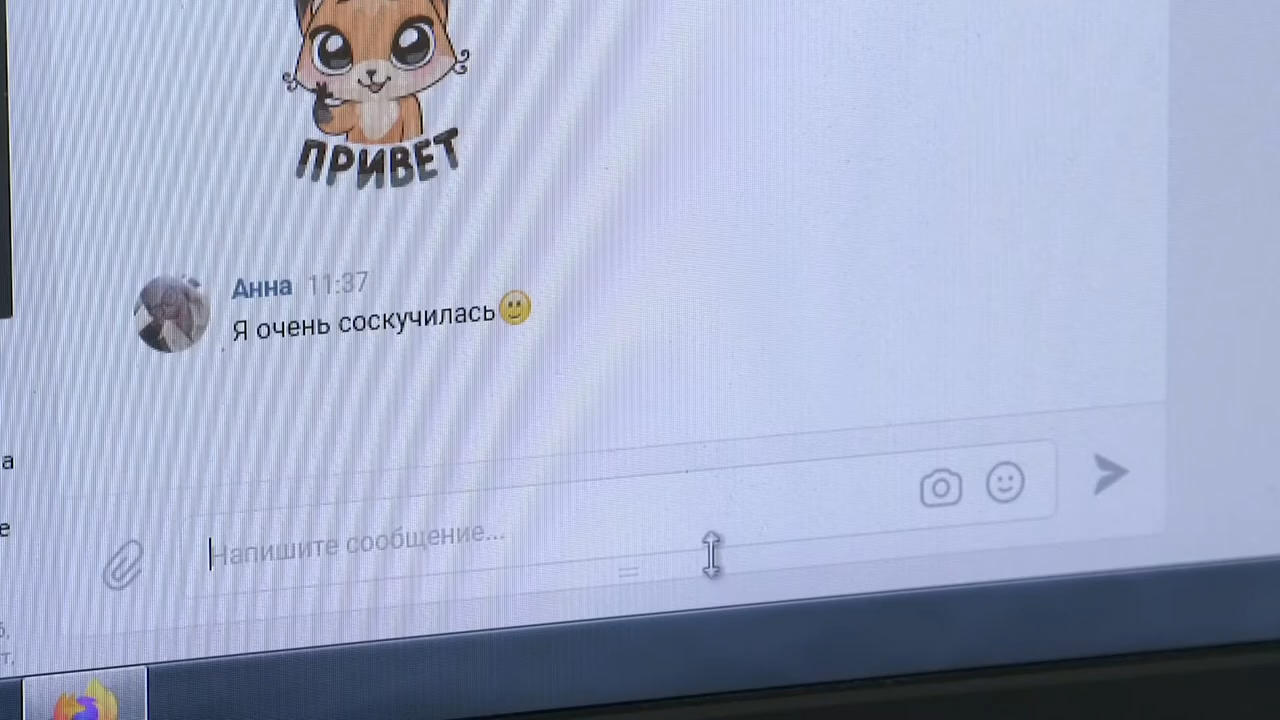 ПРИВЕТ
Анна 11:37
Я очень соскучилась
а
е
Напишите сообщение...